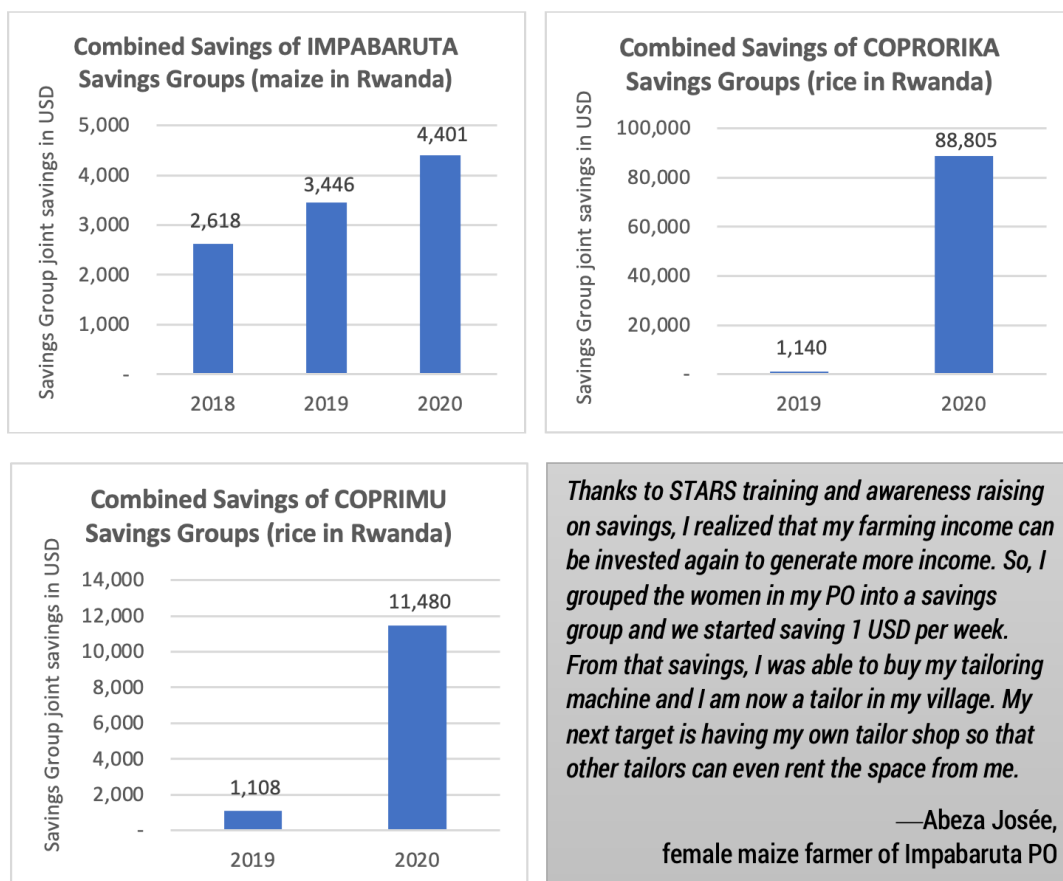 Combined Savings of IMPABARUTA
Savings Groups (maize in Rwanda)
Savings Group joint savings in USD
5,000
4,000
3,000
2,000
1,000
-
2,618
3,446
4,401
2018
2019
2020
Combined Savings of COPRORIKA
Savings Groups (rice in Rwanda)
Savings Group joint savings in USD
100,000
80,000
60,000
40,000
20,000
-
1,140
88,805
2019
2020
Combined Savings of COPRIMU
Savings Groups (rice in Rwanda)
Savings Group joint savings in USD
14,000
12,000
10,000
8,000
6,000
4,000
2,000
-
1,108
11,480
2019
2020
Thanks to STARS training and awareness raising
on savings, I realized that my farming income can
be invested again to generate more income. So, I
grouped the women in my PO into a savings
group and we started saving 1 USD per week.
From that savings, I was able to buy my tailoring
machine and I am now a tailor in my village. My
next target is having my own tailor shop so that
other tailors can even rent the space from me.
—Abeza Josée,
female maize farmer of Impabaruta PO